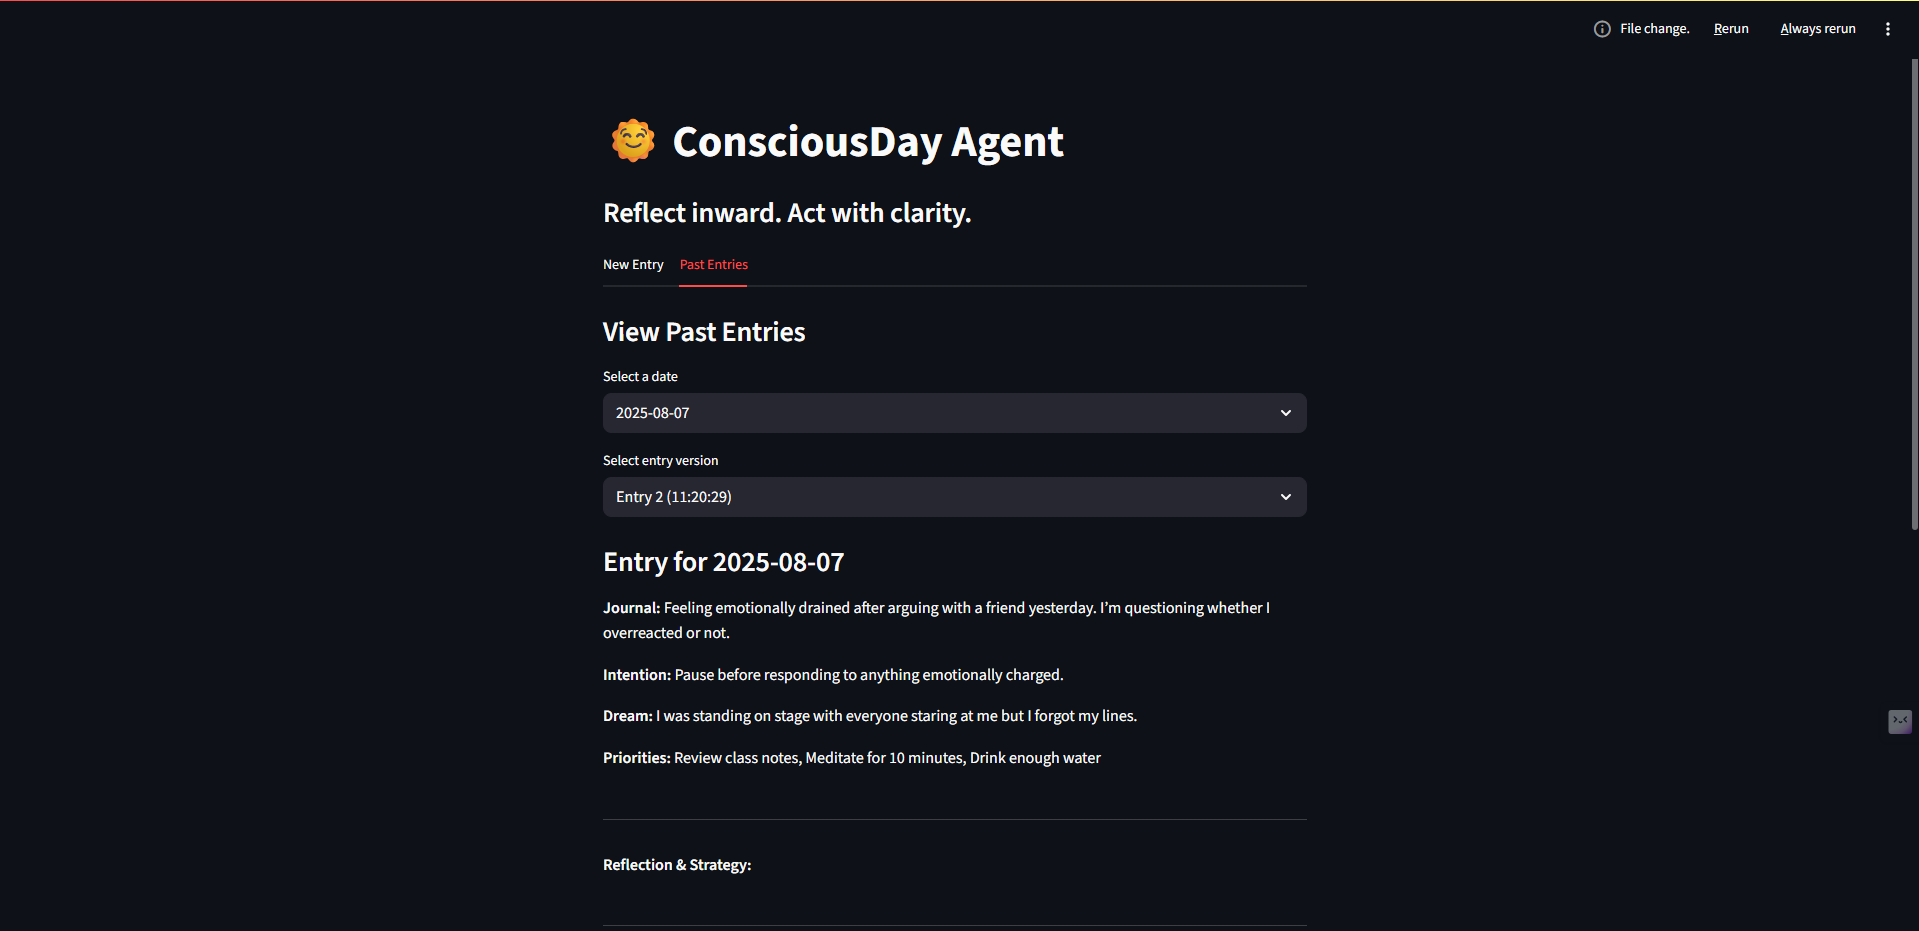 File change. Rerun Always rerun
ConsciousDay Agent
Reflect inward. Act with clarity.
New Entry Past Entries
View Past Entries
Select a date
2025-08-07
Select entry version
Entry 2 (11:20:29)
Entry for 2025-08-07
Journal: Feeling emotionally drained after arguing with a friend yesterday. I’m questioning whether I
overreacted or not.
Intention: Pause before responding to anything emotionally charged.
Dream: I was standing on stage with everyone staring at me but I forgot my lines.
Priorities: Review class notes, Meditate for 10 minutes, Drink enough water
Reflection & Strategy: